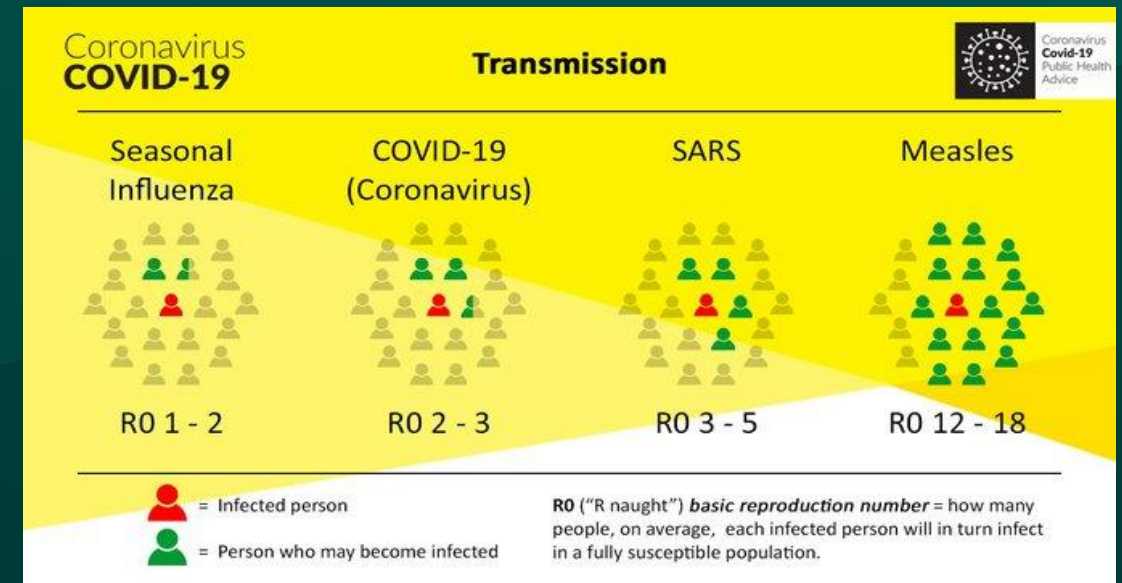 Coronavirus
COVID-19
Transmission
Coronavirus
Covid-19
Public Health
Advice
Seasonal
Influenza
COVID-19
(Coronavirus)
SARS
Measles
R0 1 - 2
R0 2 - 3
R0 3 - 5
R0 12 - 18
= Infected person
= Person who may become infected
R0 (“R naught”) basic reproduction number = how many
people, on average, each infected person will in turn infect
in a fully susceptible population.